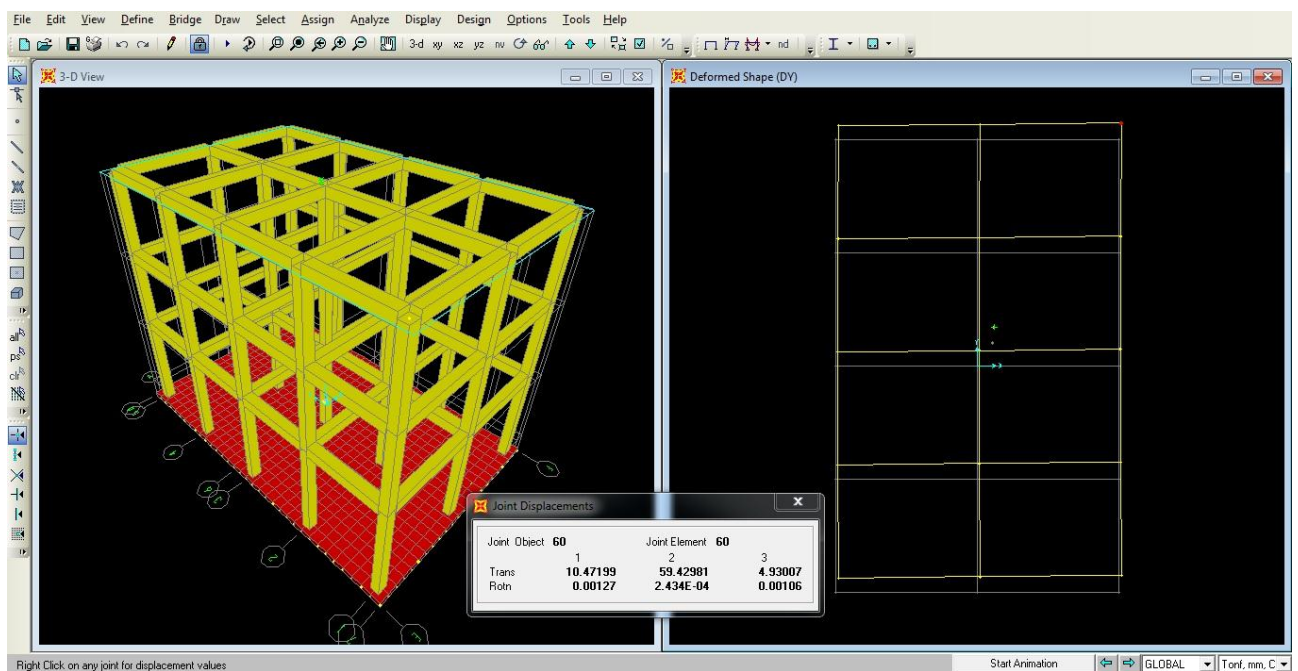 File Edit View Define Bridge Draw Select Assign Analyze Display Design Options Tools Help
3-d xy xz yz nv nd
3-D View
Deformed Shape (DY)
all
ps
clr
Joint Displacements
Joint Object 60 Joint Element 60
1 2 3
Trans 10.47199 59.42981 4.93007
Rotn 0.00127 2.434E-04 0.00106
Right Click on any joint for displacement values
Start Animation GLOBAL Tonf, mm, C